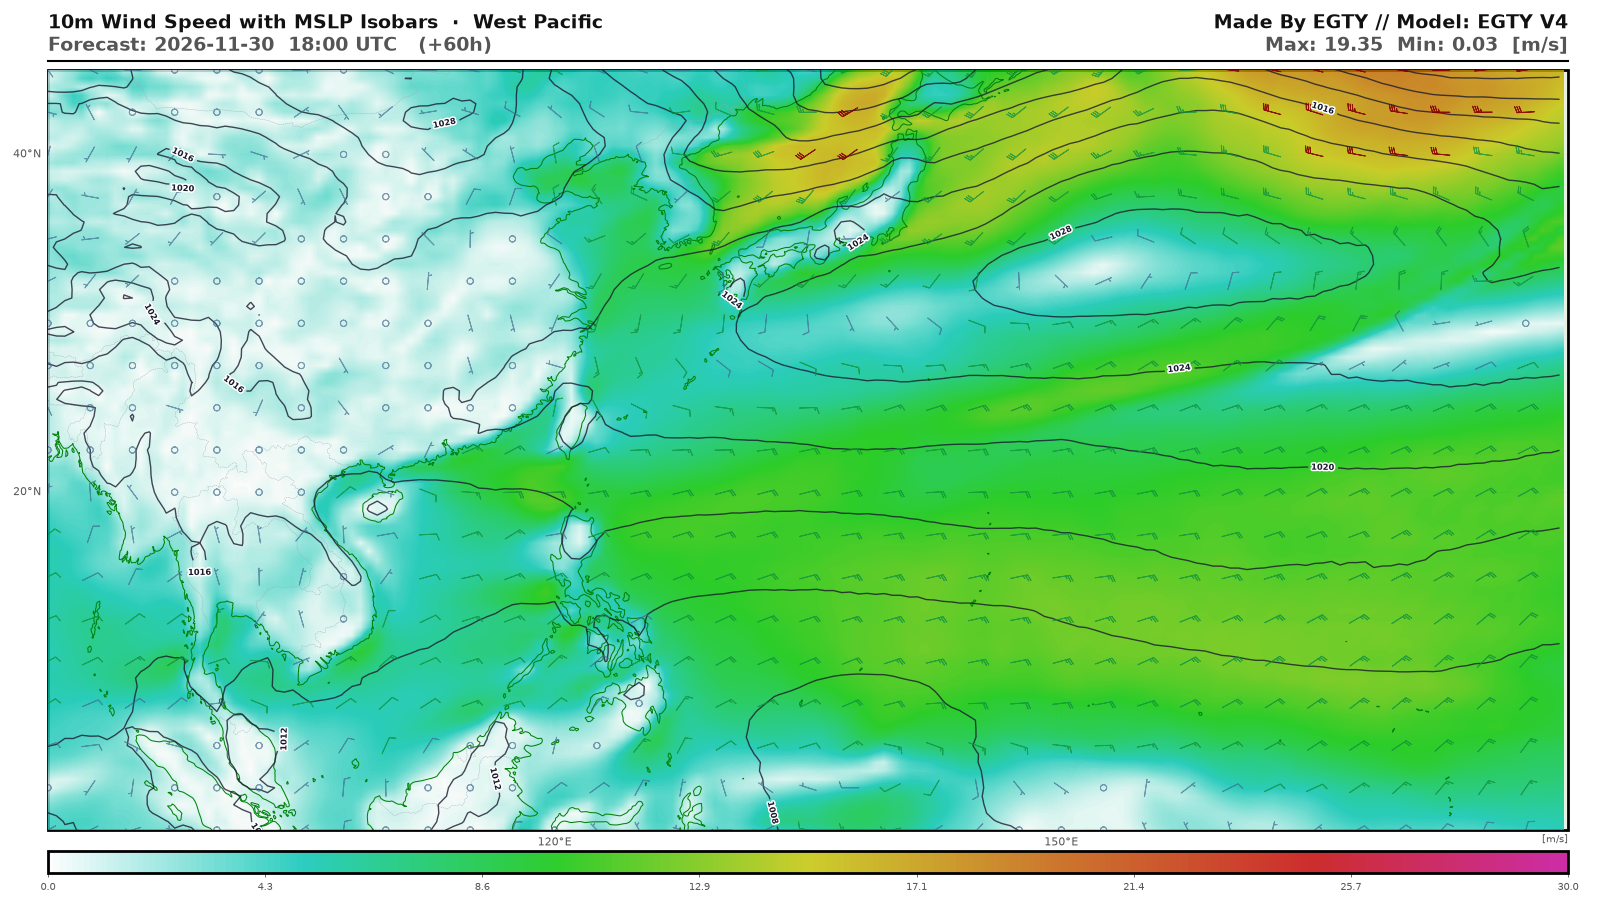 10m Wind Speed with MSLP Isobars · West Pacific
Made By EGTY // Model: EGTY V4
Forecast: 2026-11-30 18:00 UTC (+60h)
Max: 19.35 Min: 0.03 [m/s]
1016
1028
40°N
1016
1020
1028
1024
1024
1024
1016
1024
1020
20°N
1016
1012
1012
1008
120°E
150°E
[m/s]
0.0 4.3 8.6 12.9 17.1 21.4 25.7 30.0